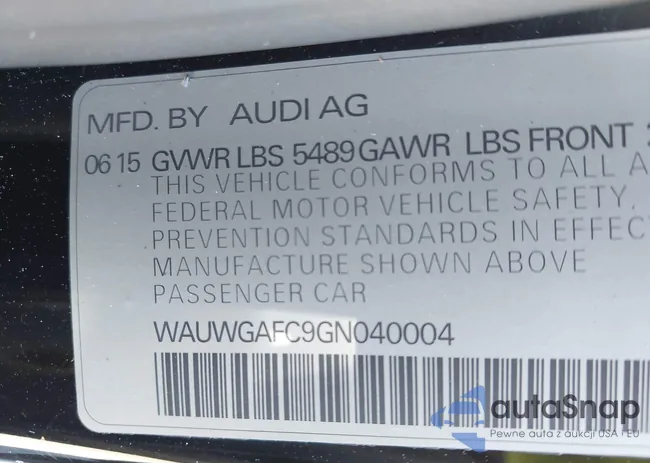 MFD. BY AUDI AG
06 15 GVWR LBS 5489 GAWR LBS FRONT
THIS VEHICLE CONFORMS TO ALL A
FEDERAL MOTOR VEHICLE SAFETY,
PREVENTION STANDARDS IN EFFEC
MANUFACTURE SHOWN ABOVE
PASSENGER CAR
WAUWGAFC9GN040004
autoSnap
Pewne auta z aukcji USA i EU